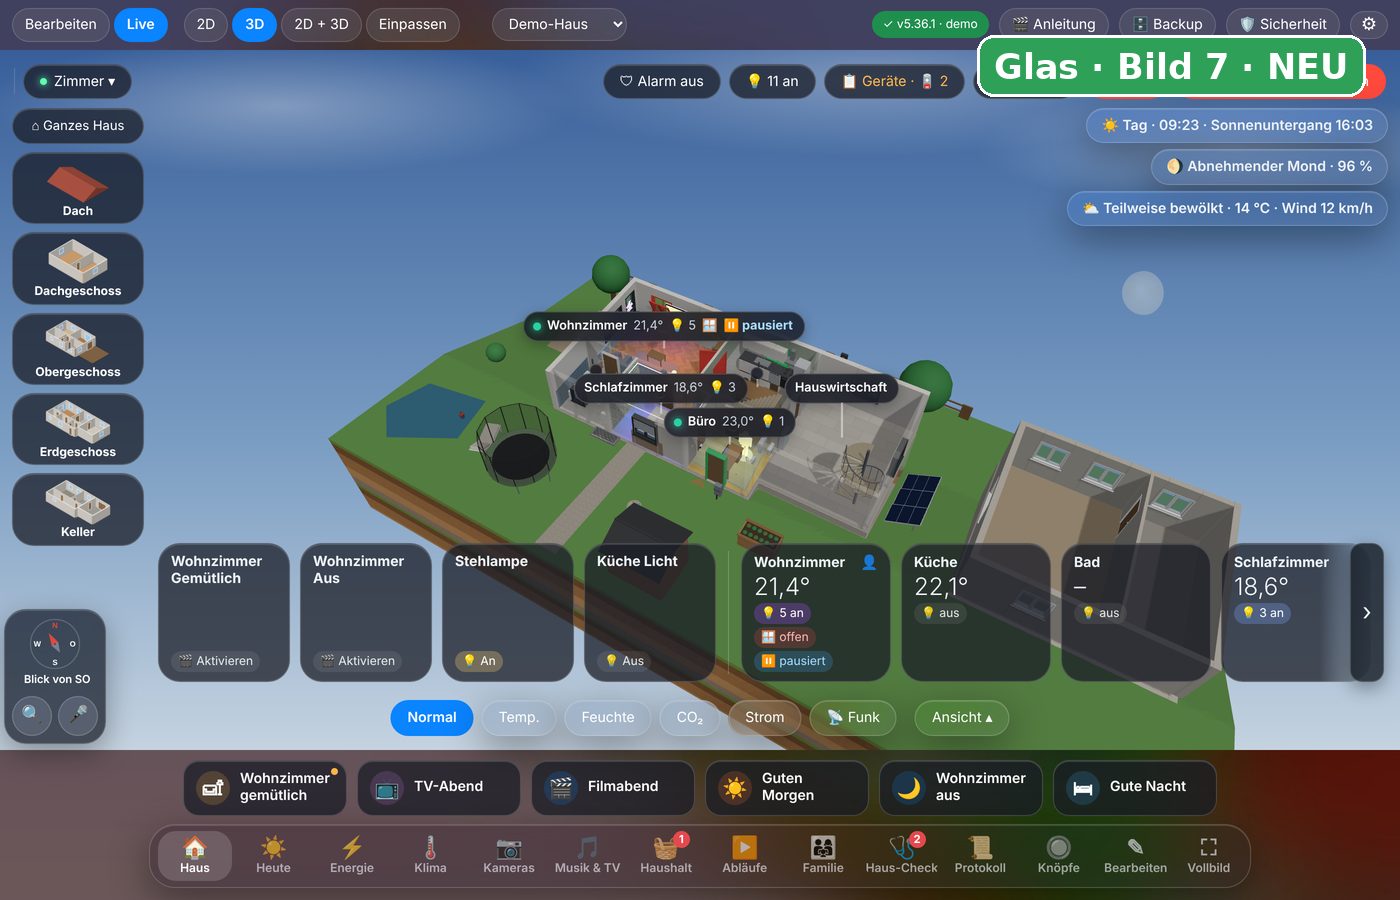 Bearbeiten Live 2D 3D 2D + 3D Einpassen Demo-Haus ✓ v5.36.1 · demo Anleitung Backup Sicherheit
Glas · Bild 7 · NEU
Zimmer ▾ Alarm aus 11 an Geräte · 2
Ganzes Haus
Tag · 09:23 · Sonnenuntergang 16:03
Abnehmender Mond · 96 %
Teilweise bewölkt · 14 °C · Wind 12 km/h
Dach
Dachgeschoss
Obergeschoss
Erdgeschoss
Keller
Wohnzimmer 21,4° 5 pausiert
Schlafzimmer 18,6° 3
Hauswirtschaft
Büro 23,0° 1
Wohnzimmer
Gemütlich
Aktivieren
Wohnzimmer
Aus
Aktivieren
Stehlampe
An
Küche Licht
Aus
Wohnzimmer
21,4°
5 an
offen
pausiert
Küche
22,1°
aus
Bad
–
aus
Schlafzimmer
18,6°
3 an
›
N
W O
S
Blick von SO
Normal Temp. Feuchte CO₂ Strom Funk Ansicht ▴
Wohnzimmer
gemütlich
TV-Abend
Filmabend
Guten
Morgen
Wohnzimmer
aus
Gute Nacht
1
2
Haus Heute Energie Klima Kameras Musik & TV Haushalt Abläufe Familie Haus-Check Protokoll Knöpfe Bearbeiten Vollbild